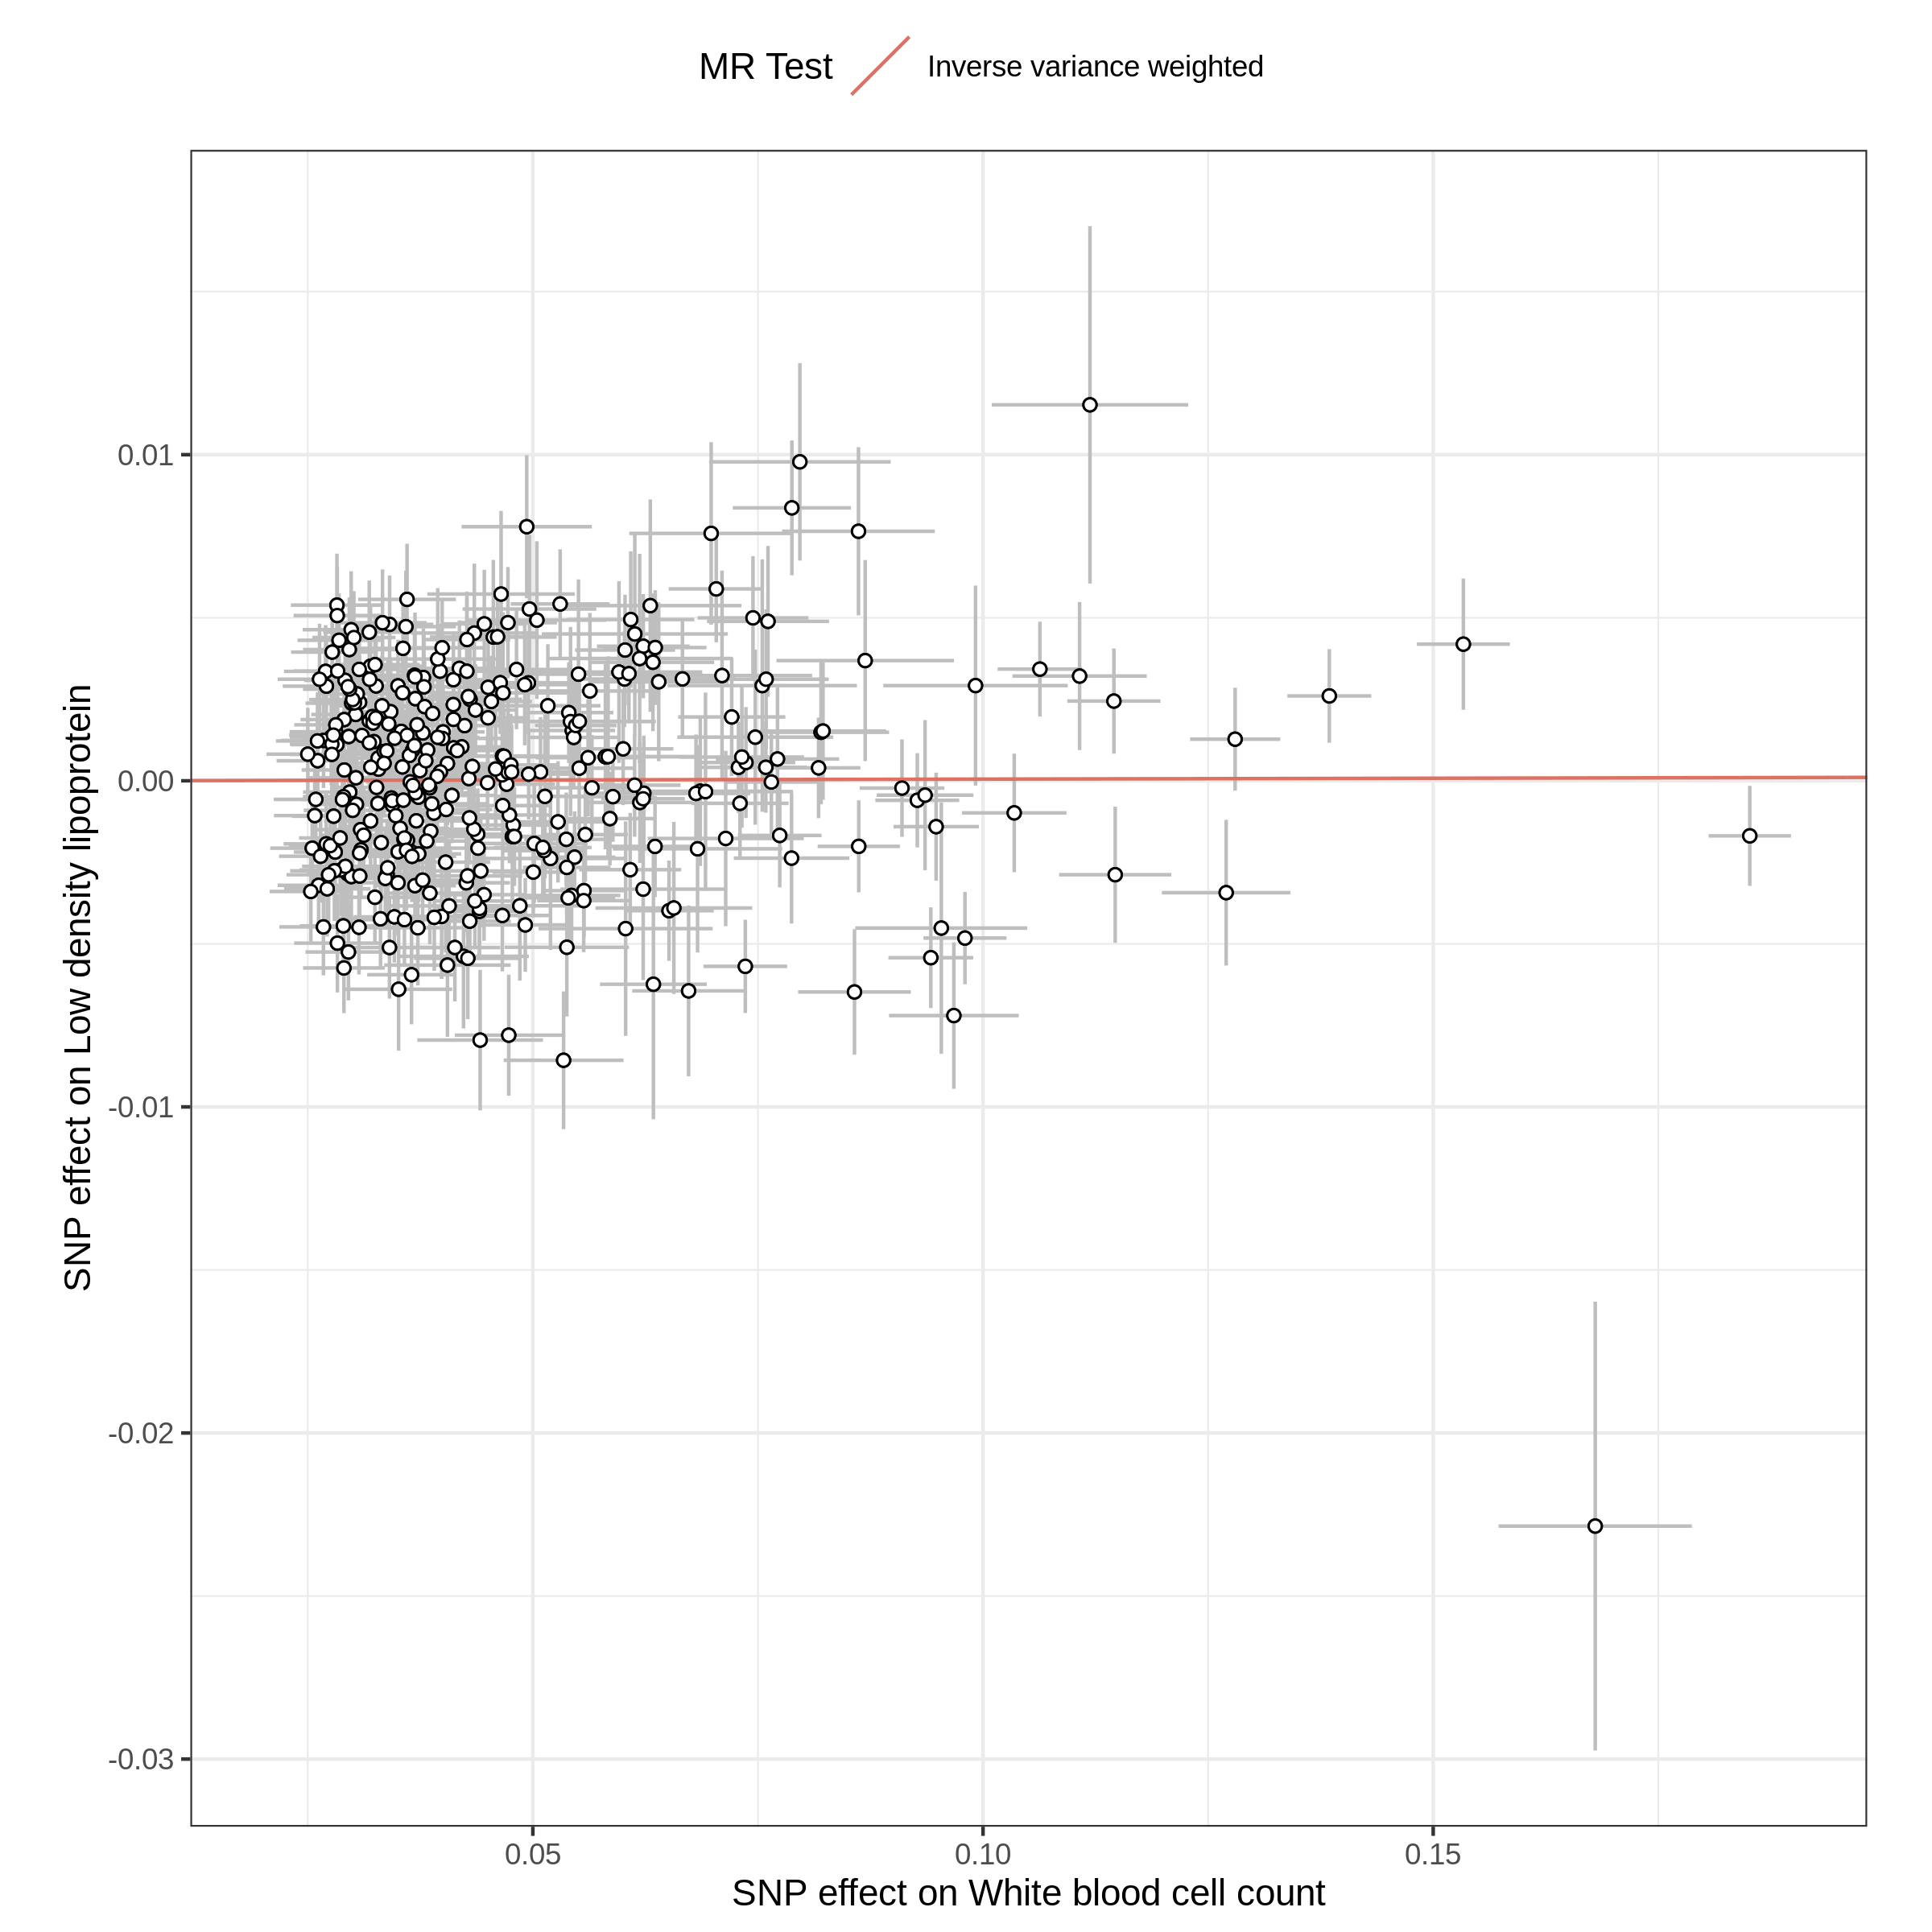 MR Test
Inverse variance weighted
SNP effect on Low density lipoprotein
0.01
0.00
-0.01
-0.02
-0.03
0.05
0.10
0.15
SNP effect on White blood cell count